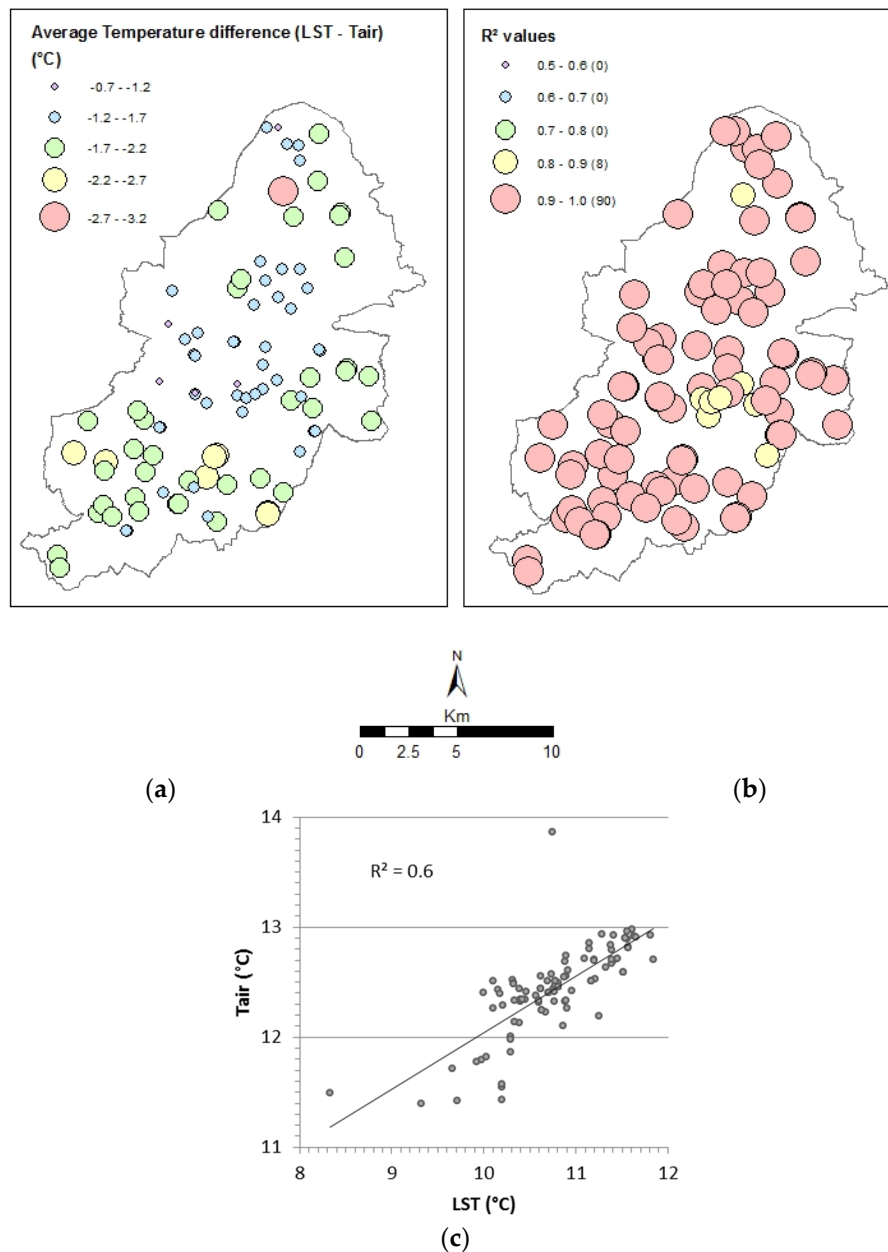 Average Temperature difference (LST - Tair)
(°C)
-0.7 - -1.2
-1.2 - -1.7
-1.7 - -2.2
-2.2 - -2.7
-2.7 - -3.2
R² values
0.5 - 0.6 (0)
0.6 - 0.7 (0)
0.7 - 0.8 (0)
0.8 - 0.9 (8)
0.9 - 1.0 (90)
N
Km
0 2.5 5 10
(a) (b)
14
13
12
11
R² = 0.6
Tair (°C)
8 9 10 11 12
LST (°C)
(c)